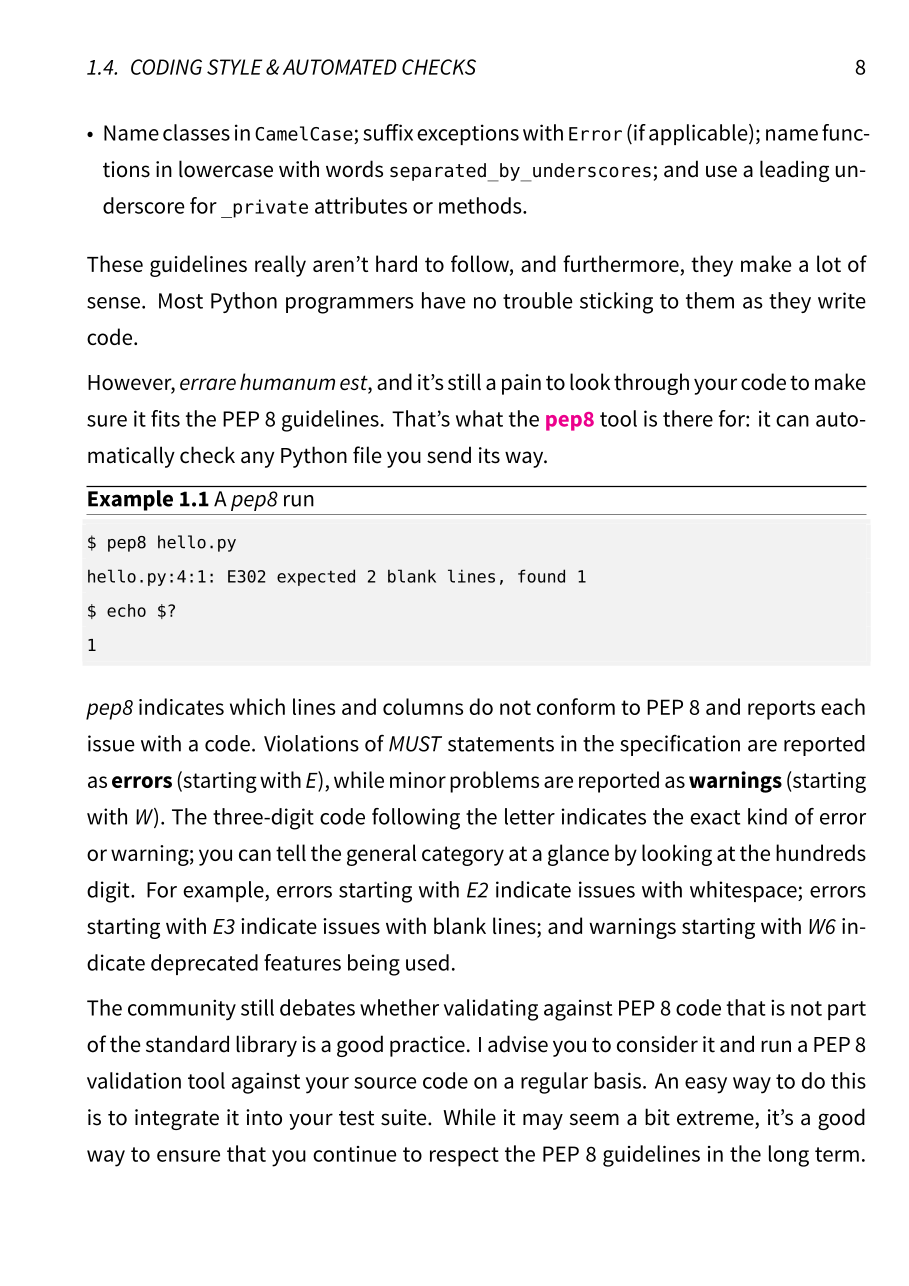 1.4. CODING STYLE & AUTOMATED CHECKS 8
• Name classes in CamelCase; suffix exceptions with Error (if applicable); name func-
tions in lowercase with words separated_by_underscores; and use a leading un-
derscore for _private attributes or methods.
These guidelines really aren’t hard to follow, and furthermore, they make a lot of
sense. Most Python programmers have no trouble sticking to them as they write
code.
However, errare humanum est, and it’s still a pain to look through your code to make
sure it fits the PEP 8 guidelines. That’s what the pep8 tool is there for: it can auto-
matically check any Python file you send its way.
Example 1.1 A pep8 run
$ pep8 hello.py
hello.py:4:1: E302 expected 2 blank lines, found 1
$ echo $?
1
pep8 indicates which lines and columns do not conform to PEP 8 and reports each
issue with a code. Violations of MUST statements in the specification are reported
as errors (starting with E), while minor problems are reported as warnings (starting
with W). The three-digit code following the letter indicates the exact kind of error
or warning; you can tell the general category at a glance by looking at the hundreds
digit. For example, errors starting with E2 indicate issues with whitespace; errors
starting with E3 indicate issues with blank lines; and warnings starting with W6 in-
dicate deprecated features being used.
The community still debates whether validating against PEP 8 code that is not part
of the standard library is a good practice. I advise you to consider it and run a PEP 8
validation tool against your source code on a regular basis. An easy way to do this
is to integrate it into your test suite. While it may seem a bit extreme, it’s a good
way to ensure that you continue to respect the PEP 8 guidelines in the long term.